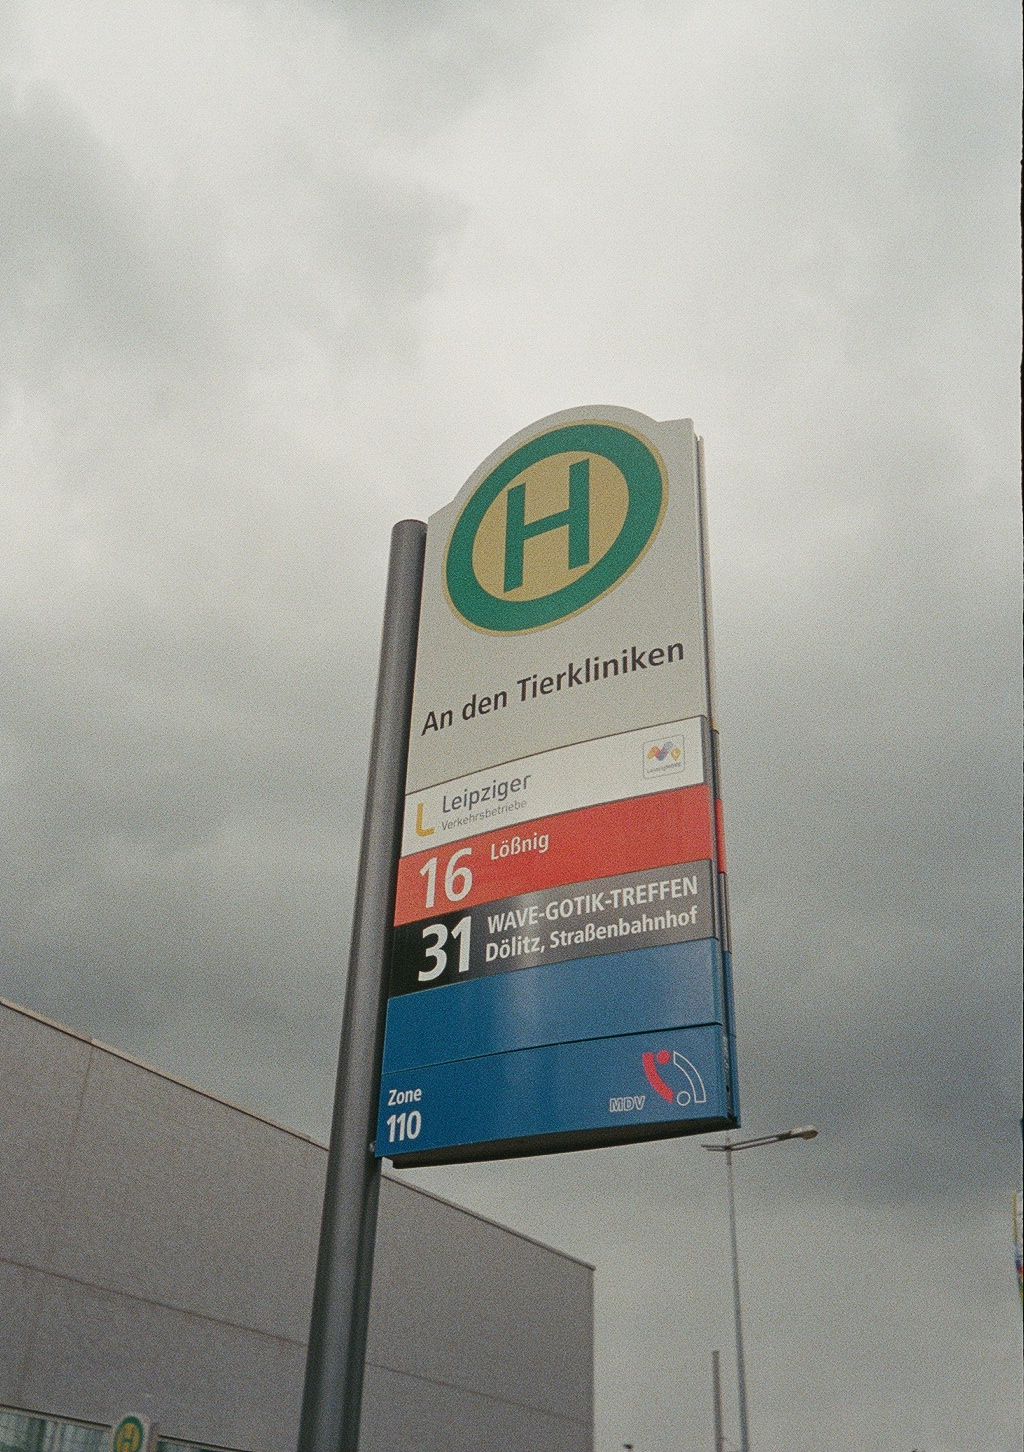 H
An den Tierkliniken
Leipziger
Verkehrsbetriebe
16 Lößnig
31 WAVE-GOTIK-TREFFEN
Dölitz, Straßenbahnhof
Zone
110
MDV
H